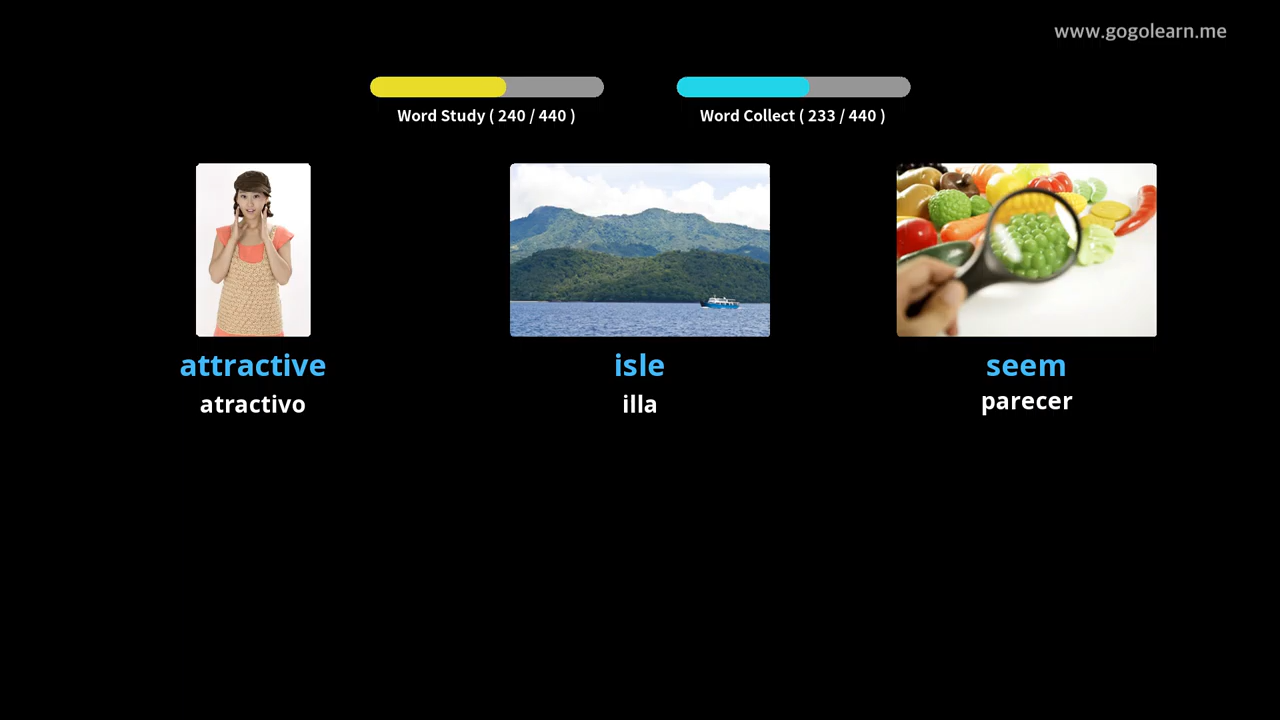 www.gogolearn.me
Word Study ( 240 / 440 )
Word Collect ( 233 / 440 )
attractive
isle
seem
atractivo
illa
parecer